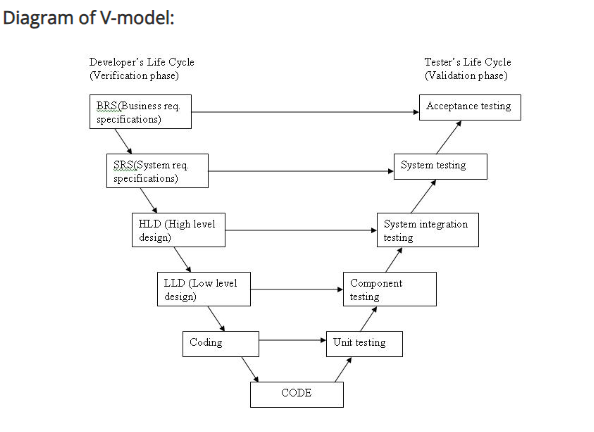 Diagram of V-model:
Developer's Life Cycle
(Verification phase)
Tester's Life Cycle
(Validation phase)
BRS(Business req.
specifications)
Acceptance testing
SRS(System req.
specifications)
System testing
HLD (High level
design)
System integration
testing
LLD (Low level
design)
Component
testing
Coding
Unit testing
CODE